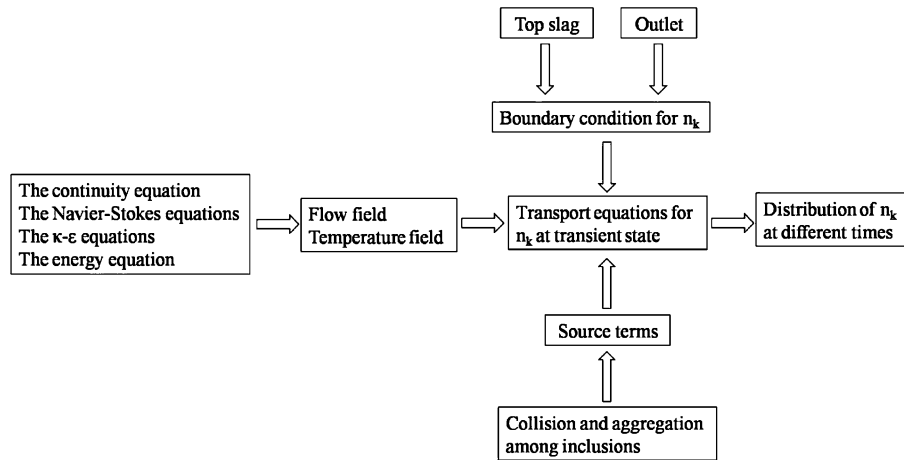 Top slag
Outlet
Boundary condition for nk
The continuity equation
The Navier-Stokes equations
The κ-ε equations
The energy equation
Flow field
Temperature field
Transport equations for
nk at transient state
Distribution of nk
at different times
Source terms
Collision and aggregation
among inclusions